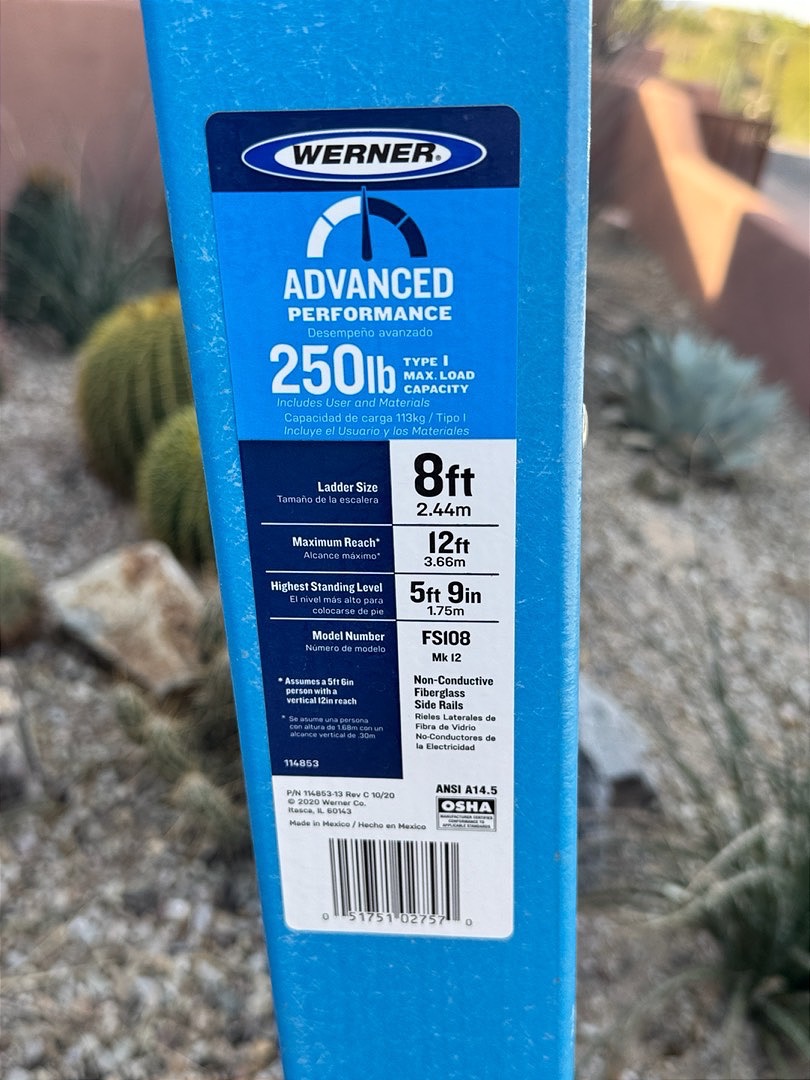 WERNER®
ADVANCED
PERFORMANCE
Desempeño avanzado
250lb
TYPE I
MAX. LOAD
CAPACITY
Includes User and Materials
Capacidad de carga 113kg / Tipo I
Incluye el Usuario y los Materiales
Ladder Size
Tamaño de la escalera
8ft
2.44m
Maximum Reach*
Alcance máximo*
12ft
3.66m
Highest Standing Level
El nivel más alto para
colocarse de pie
5ft 9in
1.75m
Model Number
Número de modelo
FS108
Mk 12
* Assumes a 5ft 6in
person with a
vertical 12in reach
* Se asume una persona
con altura de 1.68m con un
alcance vertical de .30m
114853
Non-Conductive
Fiberglass
Side Rails
Rieles Laterales de
Fibra de Vidrio
No-Conductores de
la Electricidad
P/N 114853-13 Rev C 10/20
© 2020 Werner Co.
Itasca, IL 60143
Made in Mexico / Hecho en Mexico
ANSI A14.5
OSHA
MANUFACTURER CERTIFIES
CONFORMANCE TO
APPLICABLE STANDARDS
0 51751 02757 0